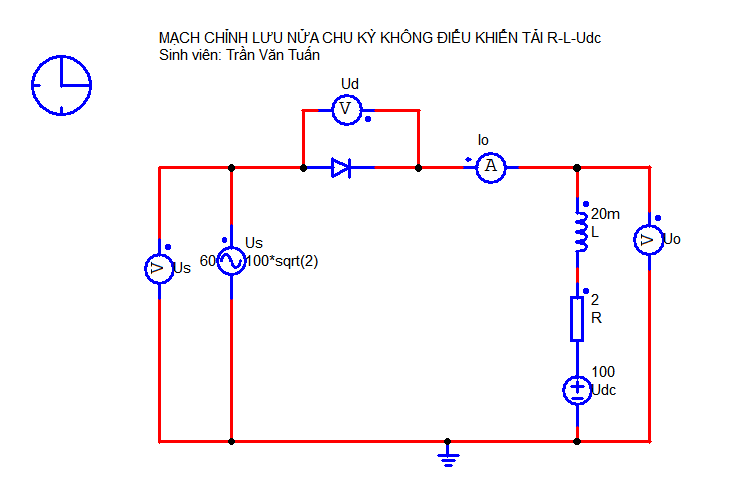 MẠCH CHỈNH LƯU NỬA CHU KỲ KHÔNG ĐIỀU KHIỂN TẢI R-L-Udc
Sinh viên: Trần Văn Tuấn
Ud
V
Io
A
20m
L
V
Uo
Us
60
100*sqrt(2)
V
Us
2
R
100
Udc